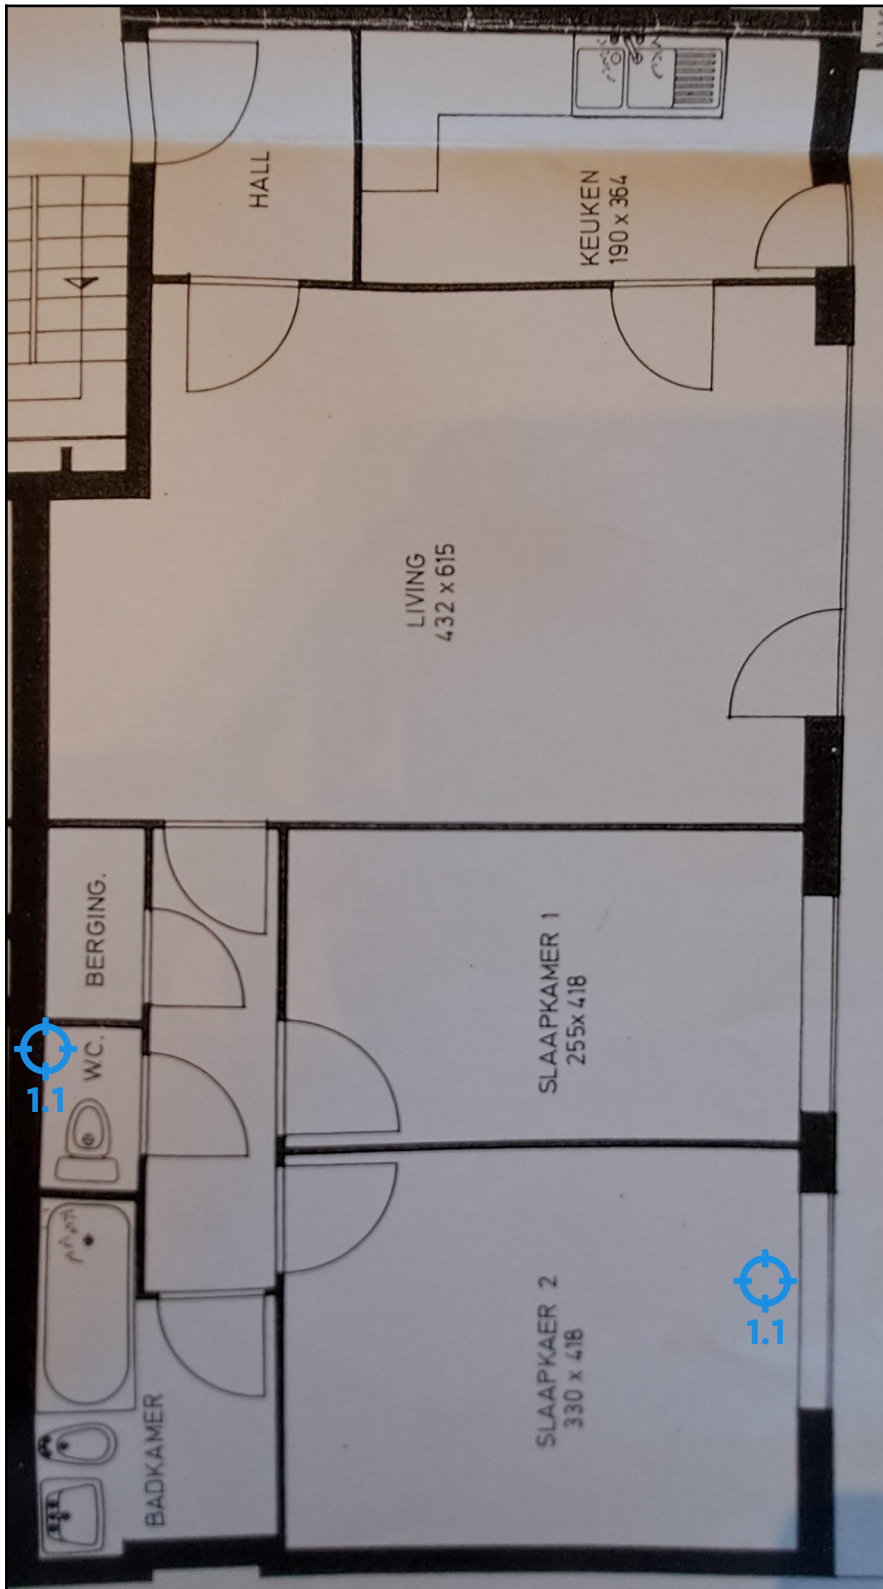 HALL
KEUKEN
190 x 364
LIVING
432 x 615
BERGING.
W.C.
1.1
SLAAPKAMER 1
255x 418
SLAAPKAER 2
330 x 418
1.1
BADKAMER